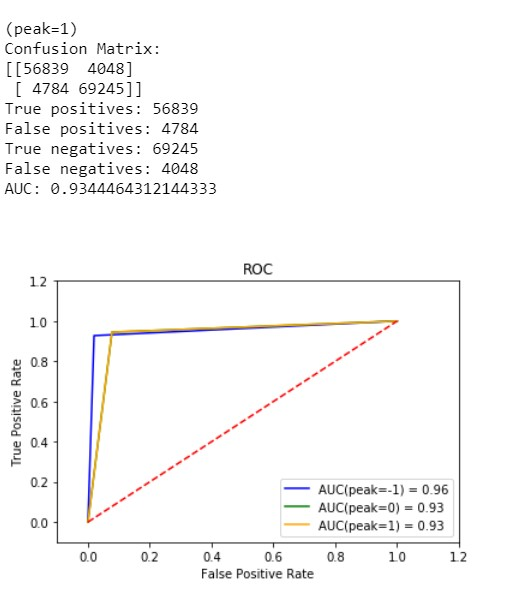 (peak=1)
Confusion Matrix:
[[56839  4048]
 [ 4784 69245]]
True positives: 56839
False positives: 4784
True negatives: 69245
False negatives: 4048
AUC: 0.9344464312144333
ROC
1.2
1.0
0.8
0.6
0.4
0.2
0.0
True Positive Rate
AUC(peak=-1) = 0.96
AUC(peak=0) = 0.93
AUC(peak=1) = 0.93
0.0 0.2 0.4 0.6 0.8 1.0 1.2
False Positive Rate